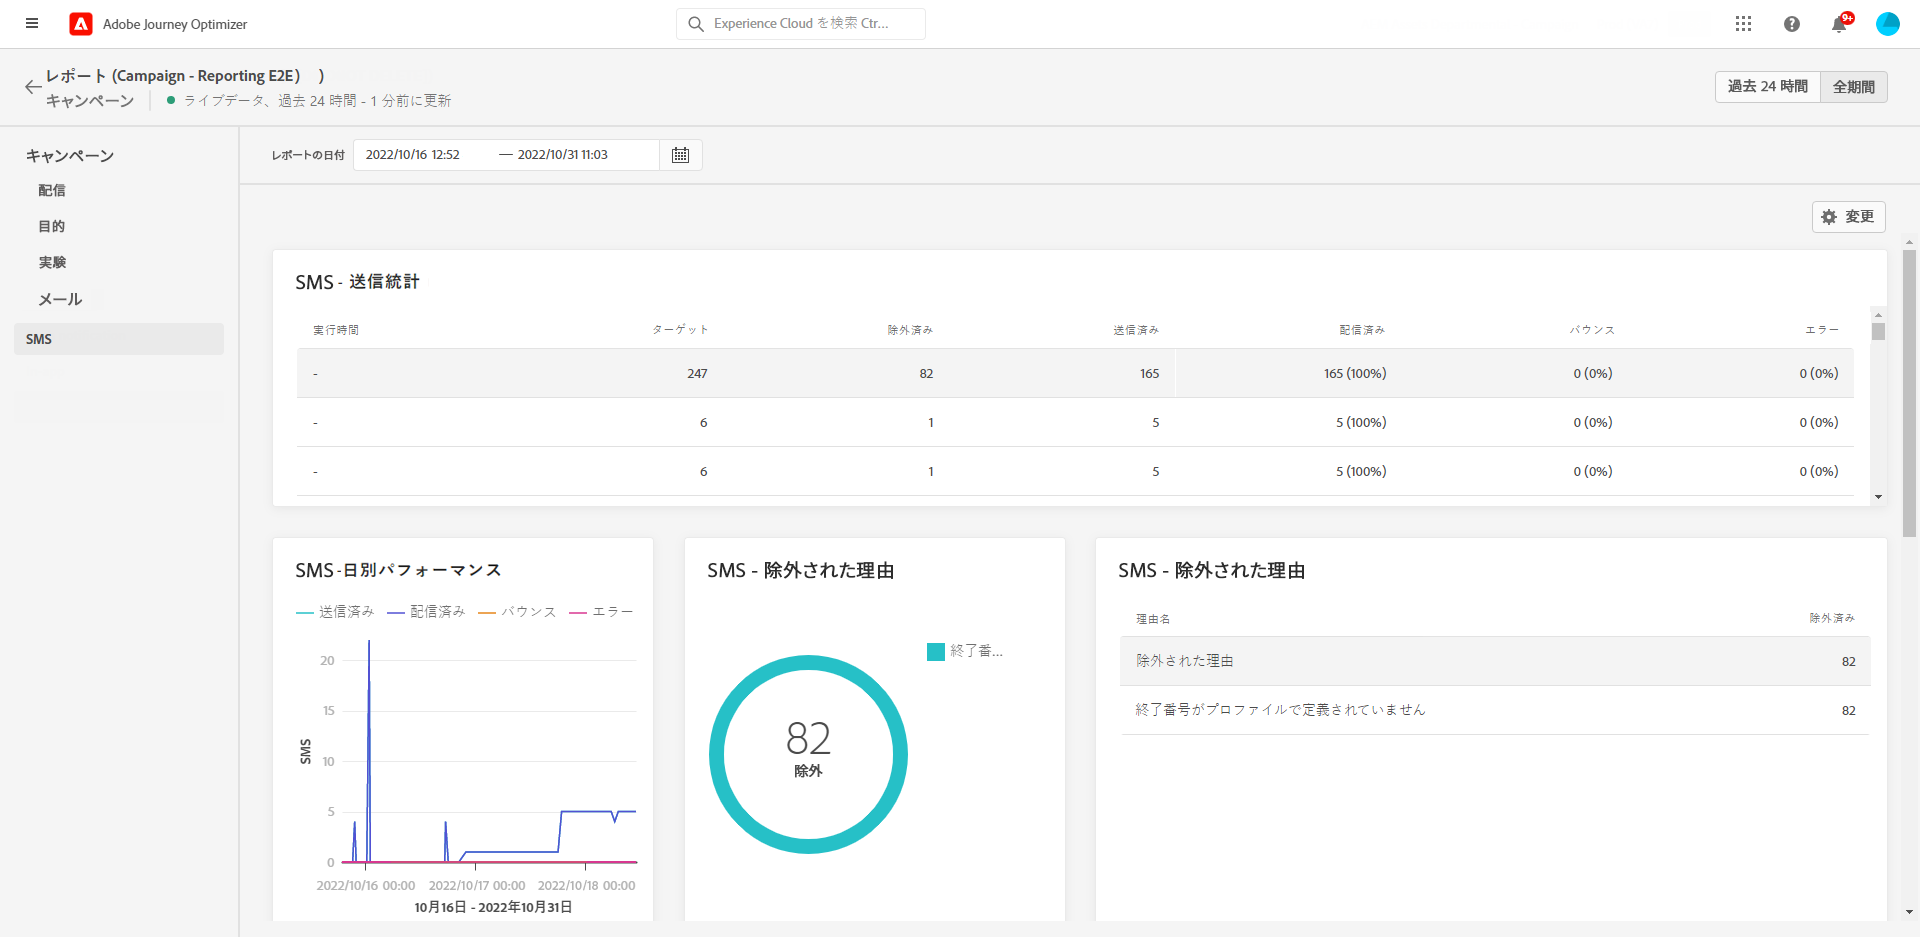 Adobe Journey Optimizer
Experience Cloud を検索 Ctr...
9+
レポート (Campaign - Reporting E2E） )
キャンペーン
ライブデータ、過去 24 時間 - 1 分前に更新
過去 24 時間
全期間
キャンペーン
配信
目的
実験
メール
SMS
レポートの日付
2022/10/16 12:52 — 2022/10/31 11:03
変更
SMS - 送信統計
実行時間 ターゲット 除外済み 送信済み 配信済み バウンス エラー
- 247 82 165 165 (100%) 0 (0%) 0 (0%)
- 6 1 5 5 (100%) 0 (0%) 0 (0%)
- 6 1 5 5 (100%) 0 (0%) 0 (0%)
SMS -日別パフォーマンス
送信済み 配信済み バウンス エラー
20
15
10
5
0
SMS
2022/10/16 00:00 2022/10/17 00:00 2022/10/18 00:00
10月16日 - 2022年10月31日
SMS - 除外された理由
終了番...
82
除外
SMS - 除外された理由
理由名 除外済み
除外された理由 82
終了番号がプロファイルで定義されていません 82